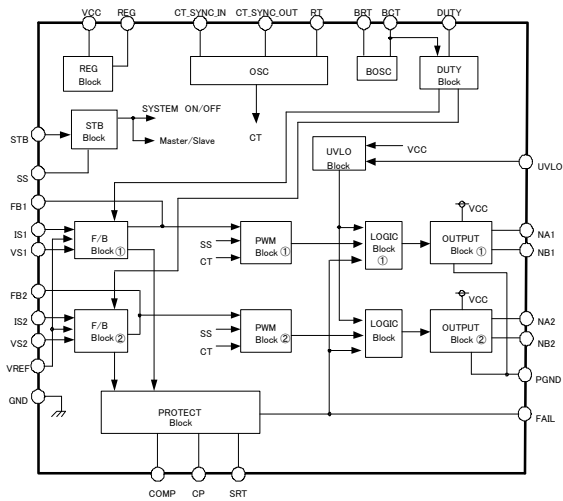 VCC REG CT_SYNC_IN CT_SYNC_OUT RT BRT BCT DUTY
REG
Block
OSC
BOSC
DUTY
Block
SYSTEM ON/OFF
STB
STB
Block
Master/Slave
CT
UVLO
Block
VCC
UVLO
SS
FB1
IS1
VS1
F/B
Block①
SS
CT
PWM
Block①
LOGIC
Block
①
VCC
OUTPUT
Block①
NA1
NB1
FB2
IS2
VS2
F/B
Block②
SS
CT
PWM
Block②
LOGIC
Block
VCC
OUTPUT
Block②
NA2
NB2
VREF
PGND
GND
PROTECT
Block
FAIL
COMP CP SRT